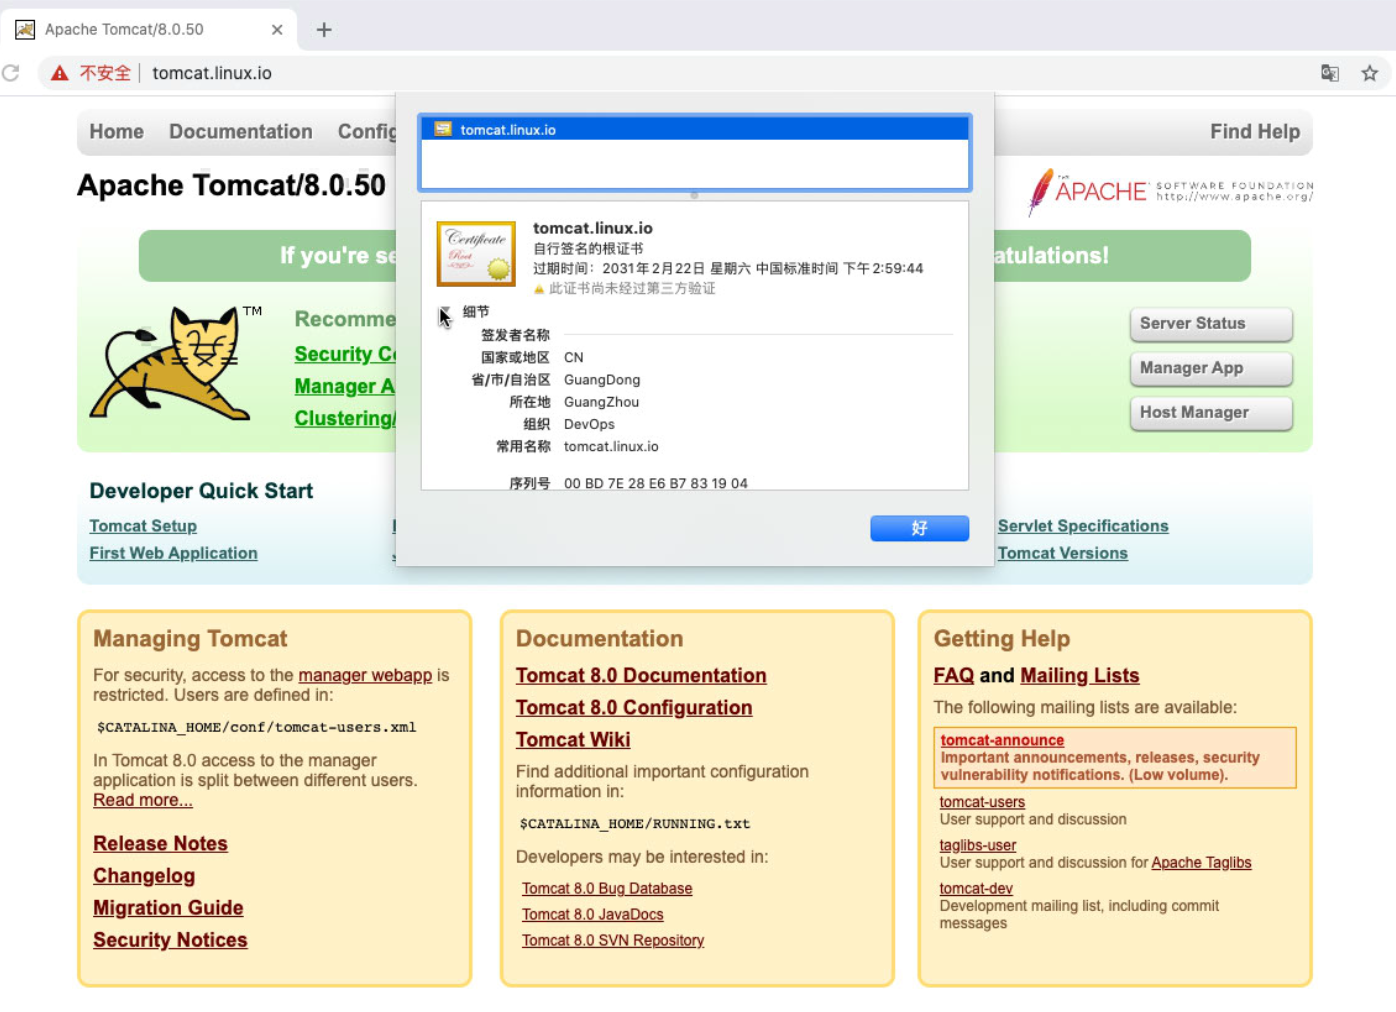 Apache Tomcat/8.0.50
不安全 tomcat.linux.io
Home Documentation Config Find Help
Apache Tomcat/8.0.50
THE APACHE SOFTWARE FOUNDATION
http://www.apache.org/
tomcat.linux.io
tomcat.linux.io
自行签名的根证书
过期时间：2031年2月22日 星期六 中国标准时间 下午2:59:44
此证书尚未经过第三方验证
细节
签发者名称
国家或地区 CN
省/市/自治区 GuangDong
所在地 GuangZhou
组织 DevOps
常用名称 tomcat.linux.io
序列号 00 BD 7E 28 E6 B7 83 19 04
好
Certificate
Root
If you're se
atulations!
TM
Recomme
Security Co
Manager A
Clustering/
Server Status
Manager App
Host Manager
Developer Quick Start
Tomcat Setup
First Web Application
Servlet Specifications
Tomcat Versions
Managing Tomcat
For security, access to the manager webapp is
restricted. Users are defined in:
$CATALINA_HOME/conf/tomcat-users.xml
In Tomcat 8.0 access to the manager
application is split between different users.
Read more...
Release Notes
Changelog
Migration Guide
Security Notices
Documentation
Tomcat 8.0 Documentation
Tomcat 8.0 Configuration
Tomcat Wiki
Find additional important configuration
information in:
$CATALINA_HOME/RUNNING.txt
Developers may be interested in:
Tomcat 8.0 Bug Database
Tomcat 8.0 JavaDocs
Tomcat 8.0 SVN Repository
Getting Help
FAQ and Mailing Lists
The following mailing lists are available:
tomcat-announce
Important announcements, releases, security
vulnerability notifications. (Low volume).
tomcat-users
User support and discussion
taglibs-user
User support and discussion for Apache Taglibs
tomcat-dev
Development mailing list, including commit
messages